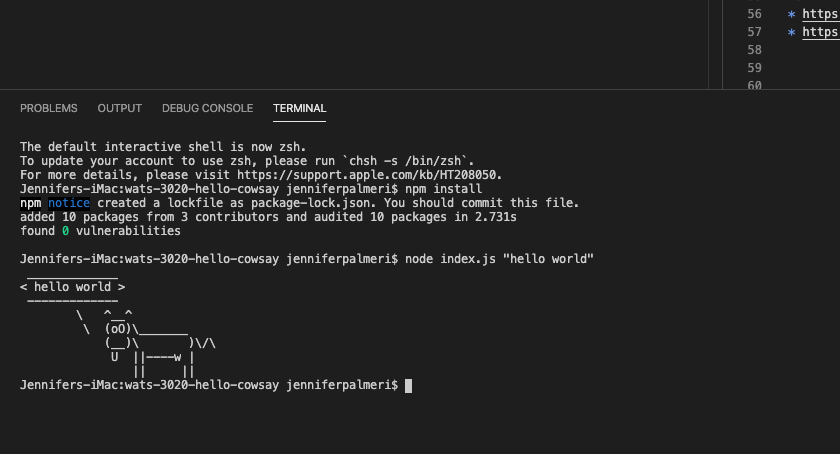 56 * https
57 * https
58
59
60
PROBLEMS OUTPUT DEBUG CONSOLE TERMINAL
The default interactive shell is now zsh.
To update your account to use zsh, please run `chsh -s /bin/zsh`.
For more details, please visit https://support.apple.com/kb/HT208050.
Jennifers-iMac:wats-3020-hello-cowsay jenniferpalmeri$ npm install
npm notice created a lockfile as package-lock.json. You should commit this file.
added 10 packages from 3 contributors and audited 10 packages in 2.731s
found 0 vulnerabilities
Jennifers-iMac:wats-3020-hello-cowsay jenniferpalmeri$ node index.js "hello world"
 _____________
< hello world >
 -------------
        \   ^__^
         \  (oO)\_______
            (__)\       )\/\
             U  ||----w |
                ||     ||
Jennifers-iMac:wats-3020-hello-cowsay jenniferpalmeri$